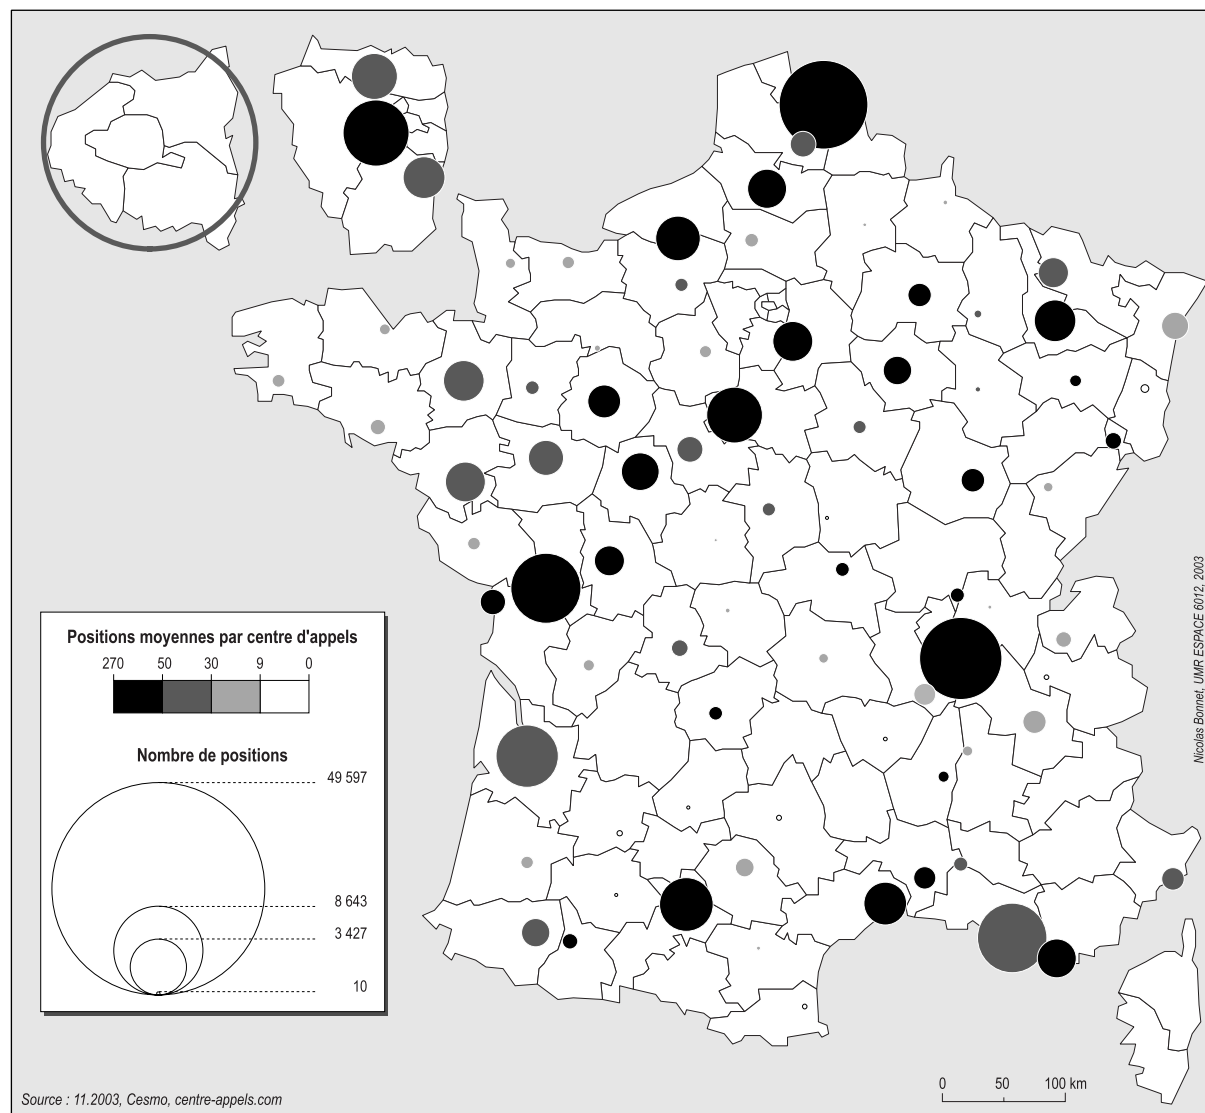 Positions moyennes par centre d'appels
270 50 30 9 0
Nombre de positions
49 597
8 643
3 427
10
Nicolas Bonnet, UMR ESPACE 6012, 2003
0 50 100 km
Source : 11.2003, Cesmo, centre-appels.com